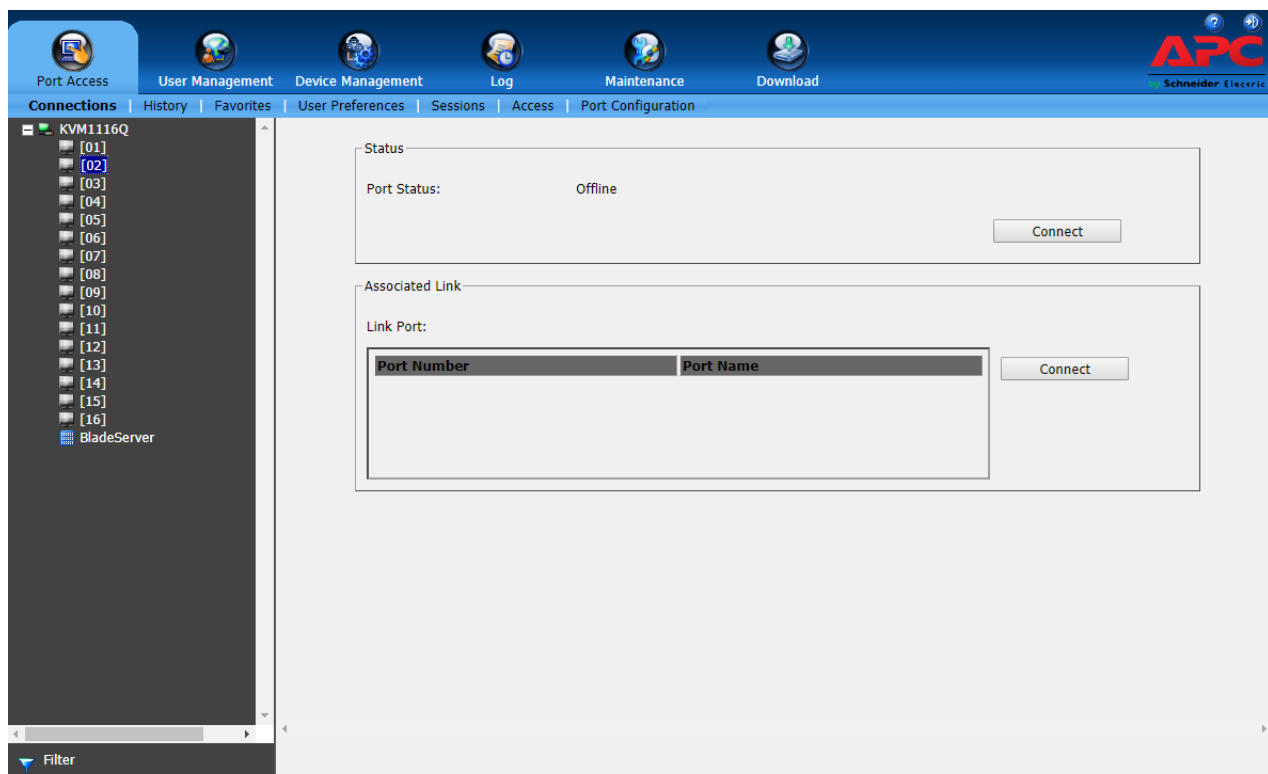 APC
by Schneider Electric
Port Access
User Management
Device Management
Log
Maintenance
Download
Connections | History | Favorites | User Preferences | Sessions | Access | Port Configuration
KVM1116Q
[01]
[02]
[03]
[04]
[05]
[06]
[07]
[08]
[09]
[10]
[11]
[12]
[13]
[14]
[15]
[16]
BladeServer
Filter
Status
Port Status: Offline
Connect
Associated Link
Link Port:
Port Number Port Name
Connect